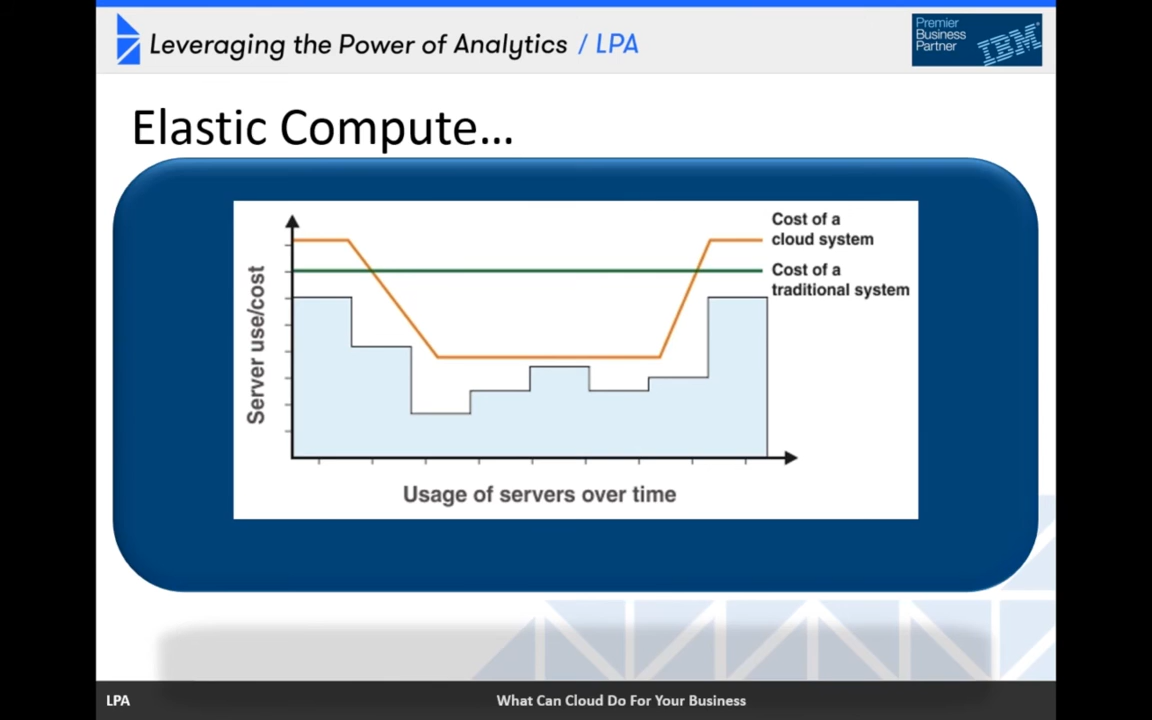 Leveraging the Power of Analytics / LPA
Premier
Business
Partner
IBM®
Elastic Compute...
Cost of a
cloud system
Cost of a
traditional system
Server use/cost
Usage of servers over time
LPA
What Can Cloud Do For Your Business